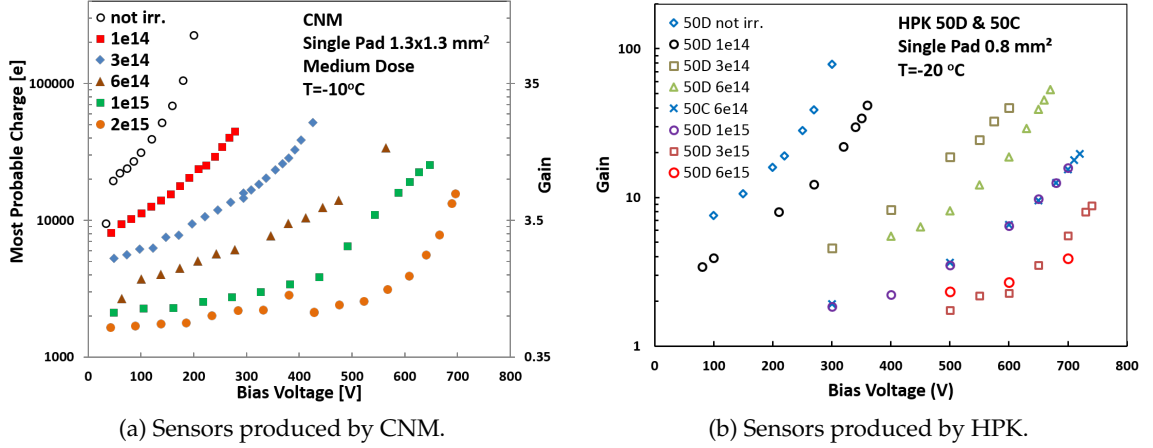 CNM
Single Pad 1.3x1.3 mm²
Medium Dose
T=-10°C
not irr.
1e14
3e14
6e14
1e15
2e15
Most Probable Charge [e]
100000
10000
1000
35
3.5
0.35
Gain
0 100 200 300 400 500 600 700 800
Bias Voltage [V]
(a) Sensors produced by CNM.
HPK 50D & 50C
Single Pad 0.8 mm²
T=-20 °C
50D not irr.
50D 1e14
50D 3e14
50D 6e14
50C 6e14
50D 1e15
50D 3e15
50D 6e15
Gain
100
10
1
0 100 200 300 400 500 600 700 800
Bias Voltage (V)
(b) Sensors produced by HPK.